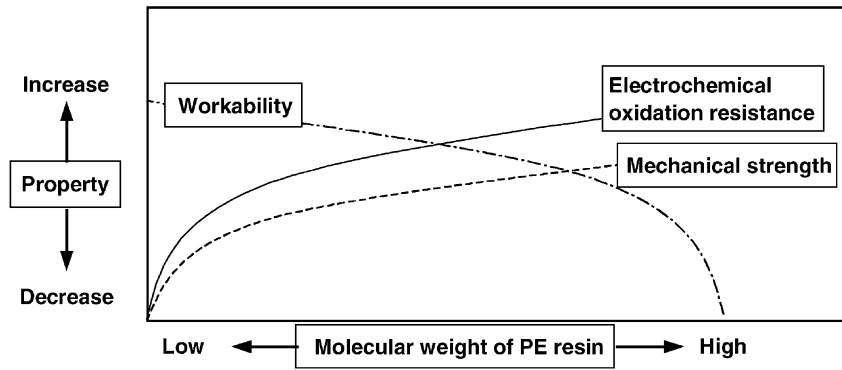 Increase
Property
Decrease
Workability
Electrochemical
oxidation resistance
Mechanical strength
Low
Molecular weight of PE resin
High